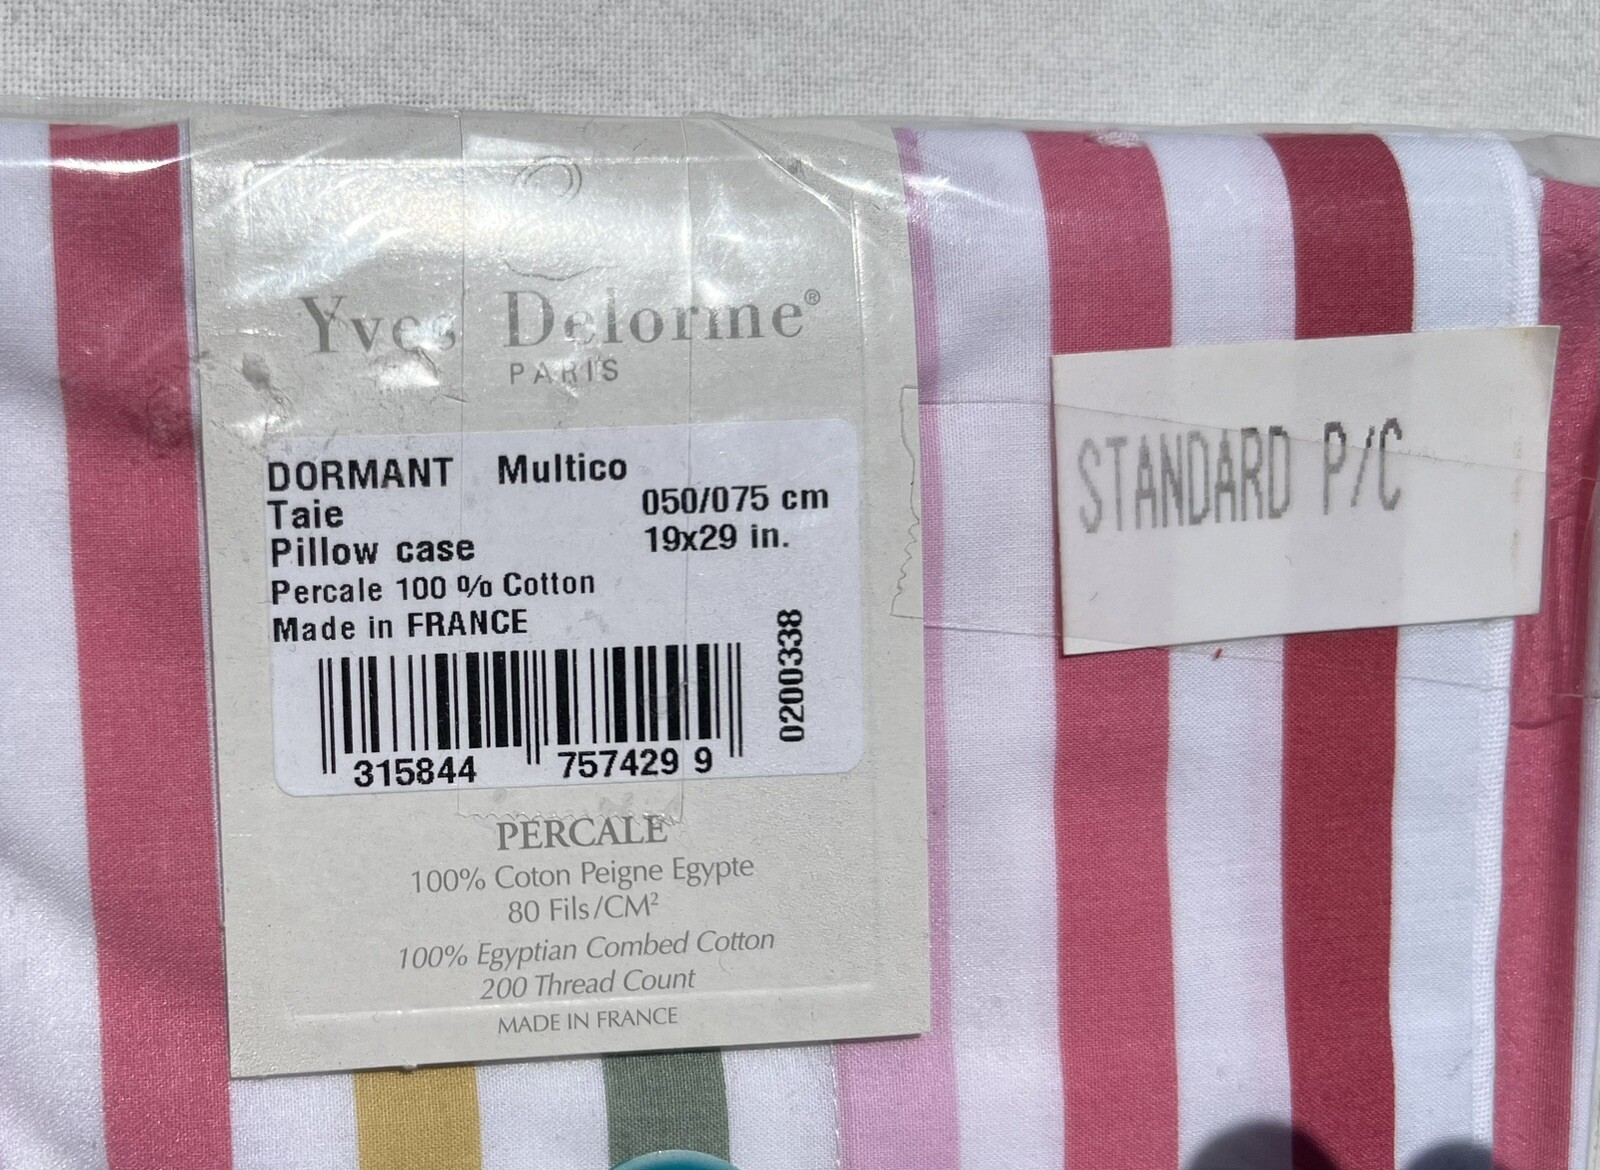 Yves Delorme®
PARIS
DORMANT Multico
Taie 050/075 cm
Pillow case 19x29 in.
Percale 100 % Cotton
Made in FRANCE
0200338
315844 757429 9
PERCALE
100% Coton Peigne Egypte
80 Fils/CM²
100% Egyptian Combed Cotton
200 Thread Count
MADE IN FRANCE
STANDARD P/C